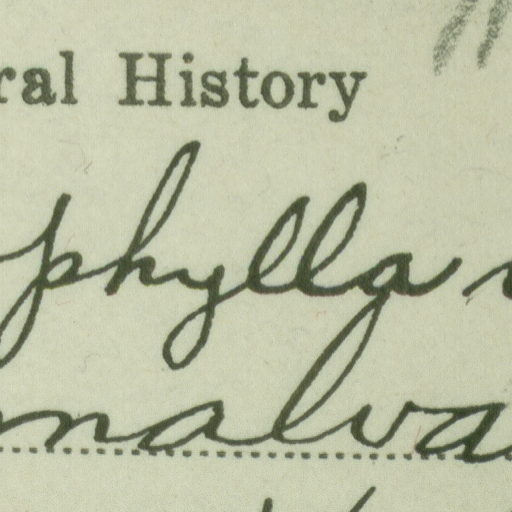 ral History
phylla
nalva